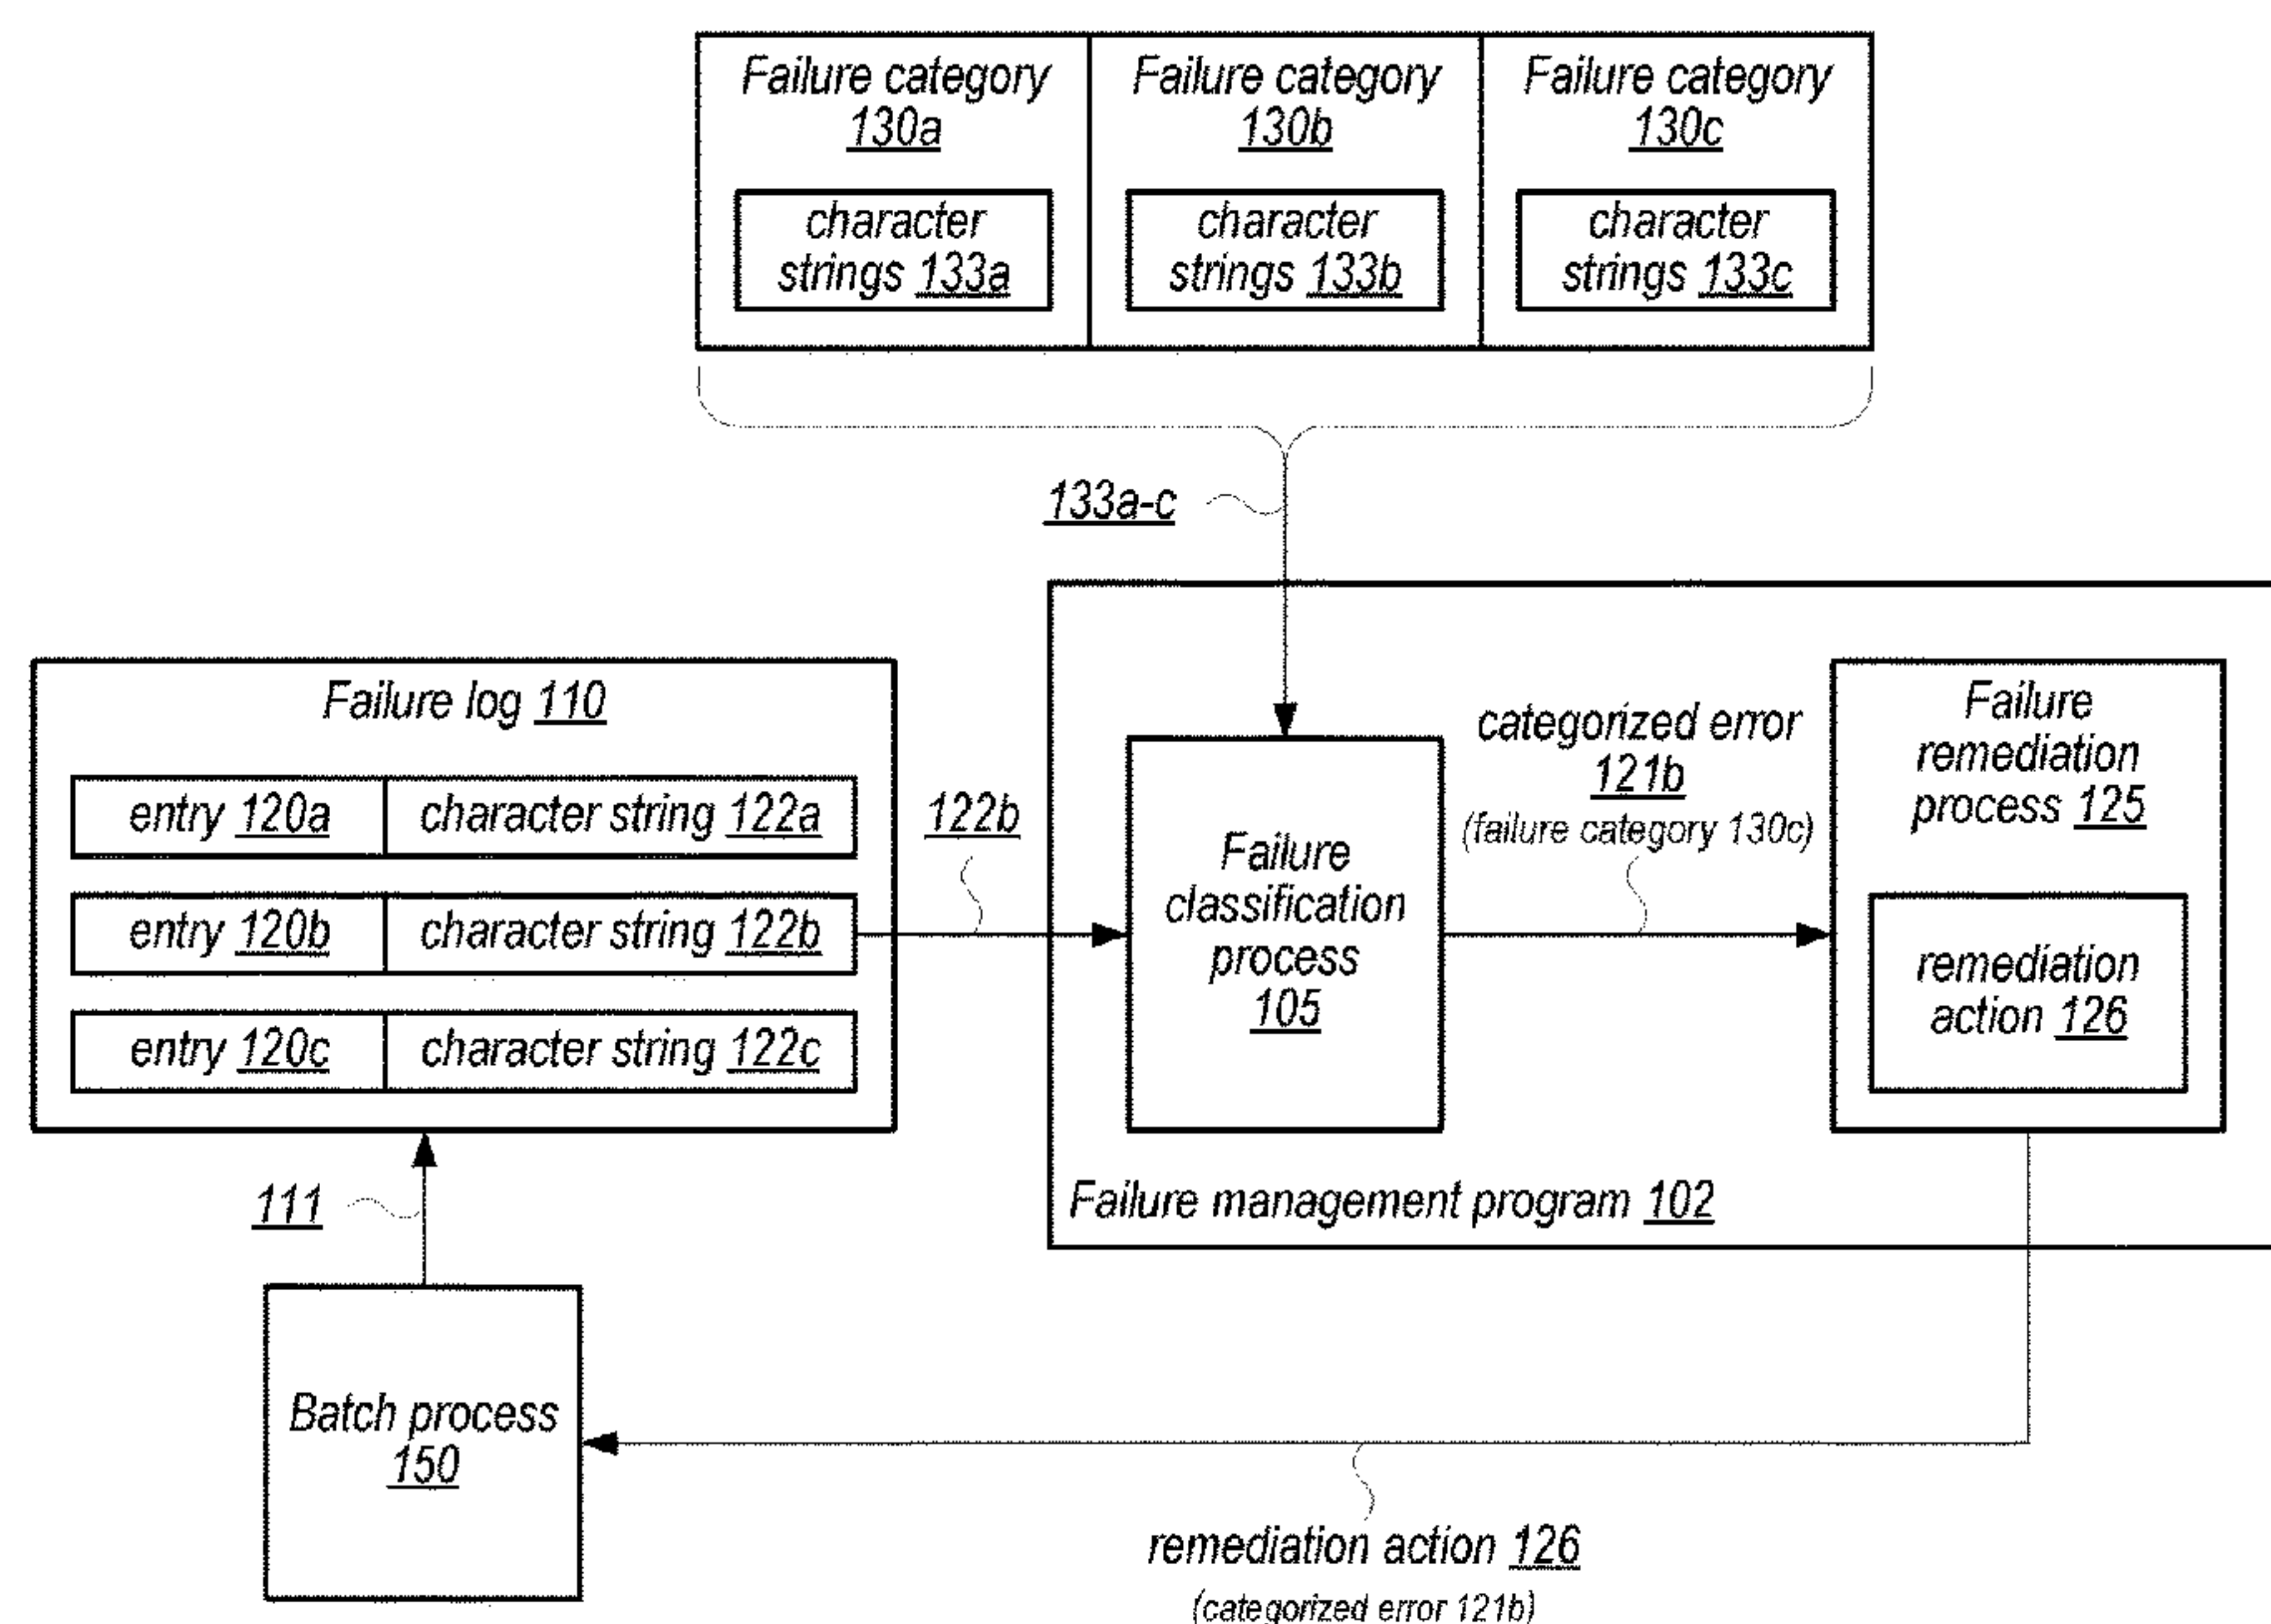 Failure category
130a
character
strings 133a
Failure category
130b
character
strings 133b
Failure category
130c
character
strings 133c
133a-c
Failure log 110
entry 120a character string 122a
entry 120b character string 122b
entry 120c character string 122c
122b
Failure
classification
process
105
categorized error
121b
(failure category 130c)
Failure
remediation
process 125
remediation
action 126
Failure management program 102
111
Batch process
150
remediation action 126
(categorized error 121b)